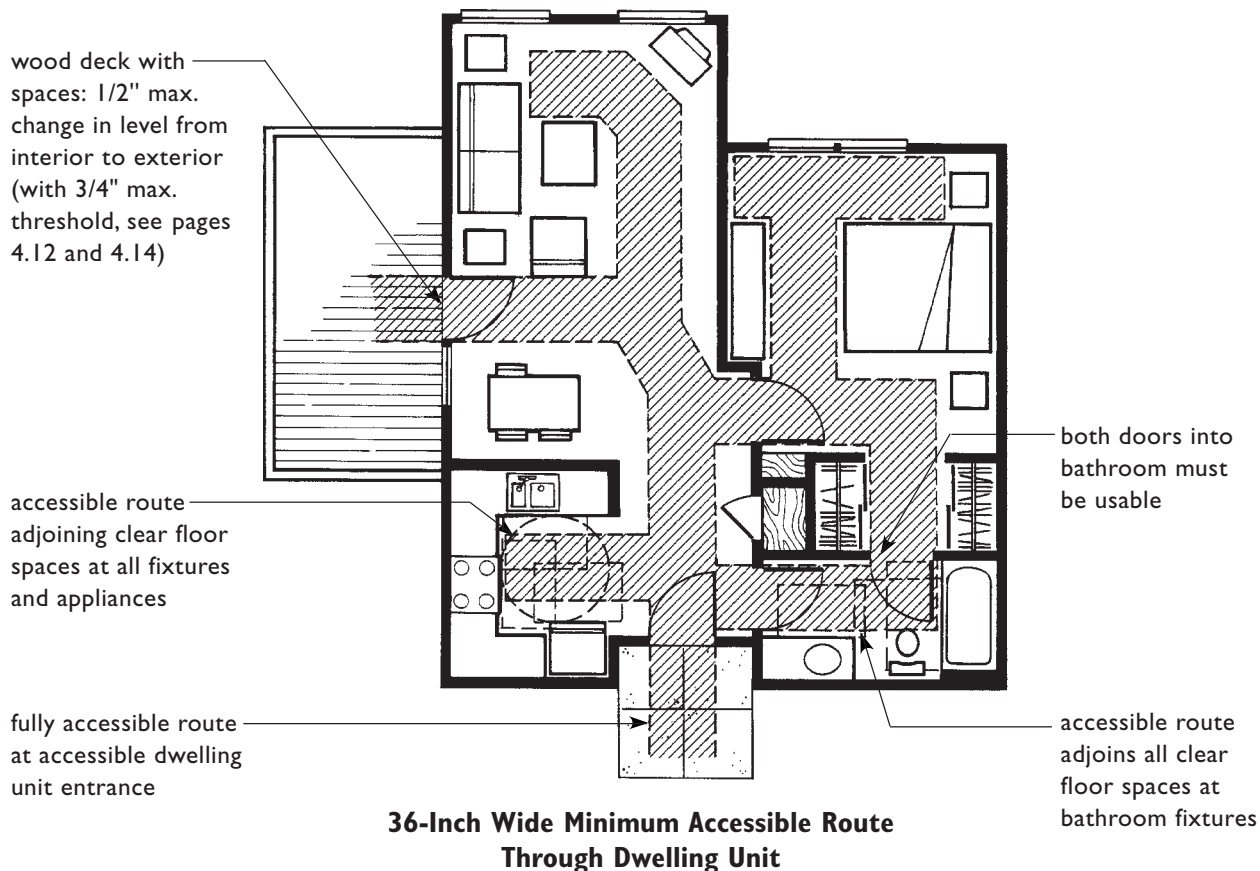 wood deck with
spaces: 1/2" max.
change in level from
interior to exterior
(with 3/4" max.
threshold, see pages
4.12 and 4.14)
both doors into
bathroom must
be usable
accessible route
adjoining clear floor
spaces at all fixtures
and appliances
fully accessible route
at accessible dwelling
unit entrance
accessible route
adjoins all clear
floor spaces at
bathroom fixtures
36-Inch Wide Minimum Accessible Route
Through Dwelling Unit